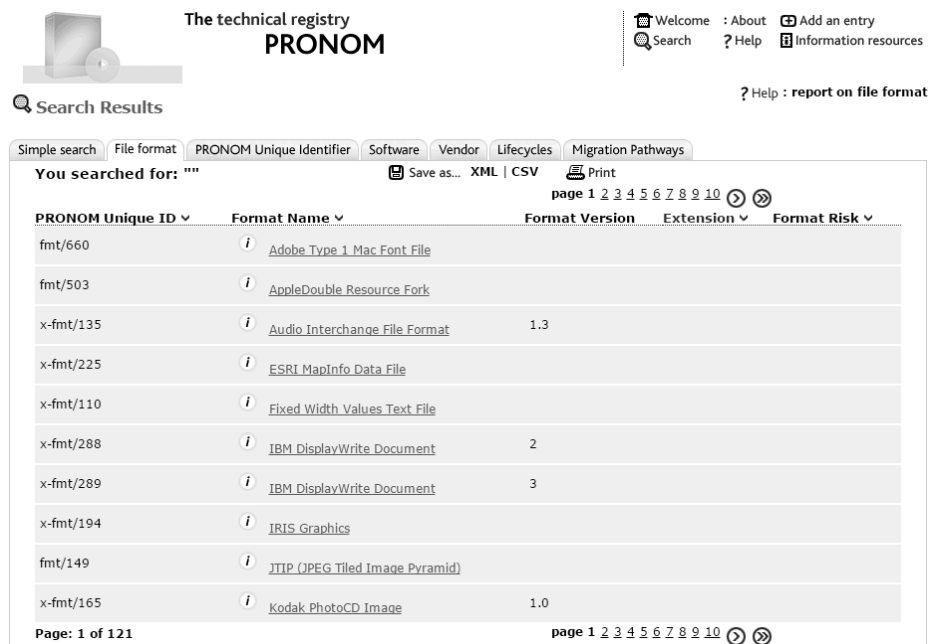 The technical registry
PRONOM
Welcome : About Add an entry
Search ? Help Information resources
? Help : report on file format
Search Results
Simple search File format PRONOM Unique Identifier Software Vendor Lifecycles Migration Pathways
You searched for: "" Save as... XML | CSV Print
page 1 2 3 4 5 6 7 8 9 10
PRONOM Unique ID Format Name Format Version Extension Format Risk
fmt/660 i Adobe Type 1 Mac Font File
fmt/503 i AppleDouble Resource Fork
x-fmt/135 i Audio Interchange File Format 1.3
x-fmt/225 i ESRI MapInfo Data File
x-fmt/110 i Fixed Width Values Text File
x-fmt/288 i IBM DisplayWrite Document 2
x-fmt/289 i IBM DisplayWrite Document 3
x-fmt/194 i IRIS Graphics
fmt/149 i JTIP (JPEG Tiled Image Pyramid)
x-fmt/165 i Kodak PhotoCD Image 1.0
Page: 1 of 121 page 1 2 3 4 5 6 7 8 9 10